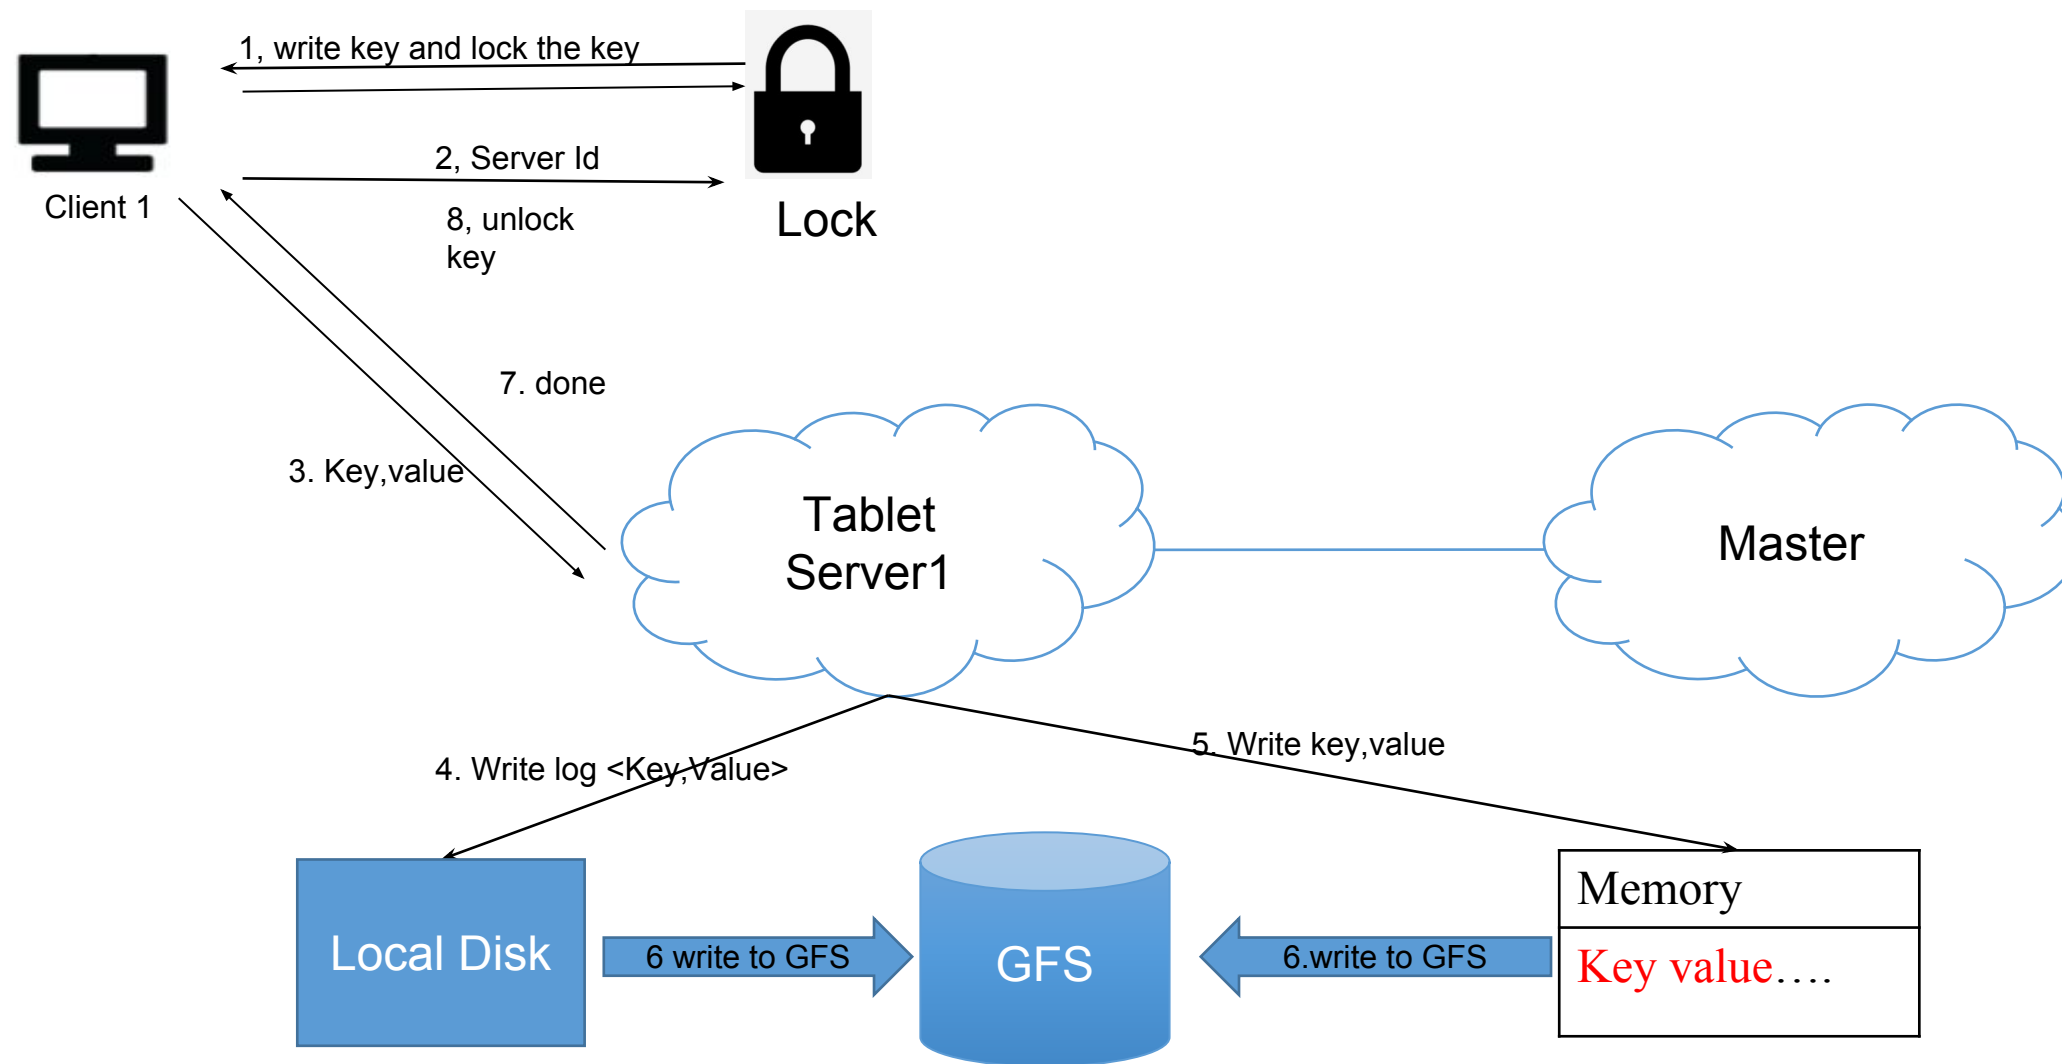 1, write key and lock the key
2, Server Id
Client 1
8, unlock
key
Lock
7. done
3. Key,value
Tablet
Server1
Master
4. Write log <Key,Value>
5. Write key,value
Local Disk
6 write to GFS
GFS
6.write to GFS
Memory
Key value….